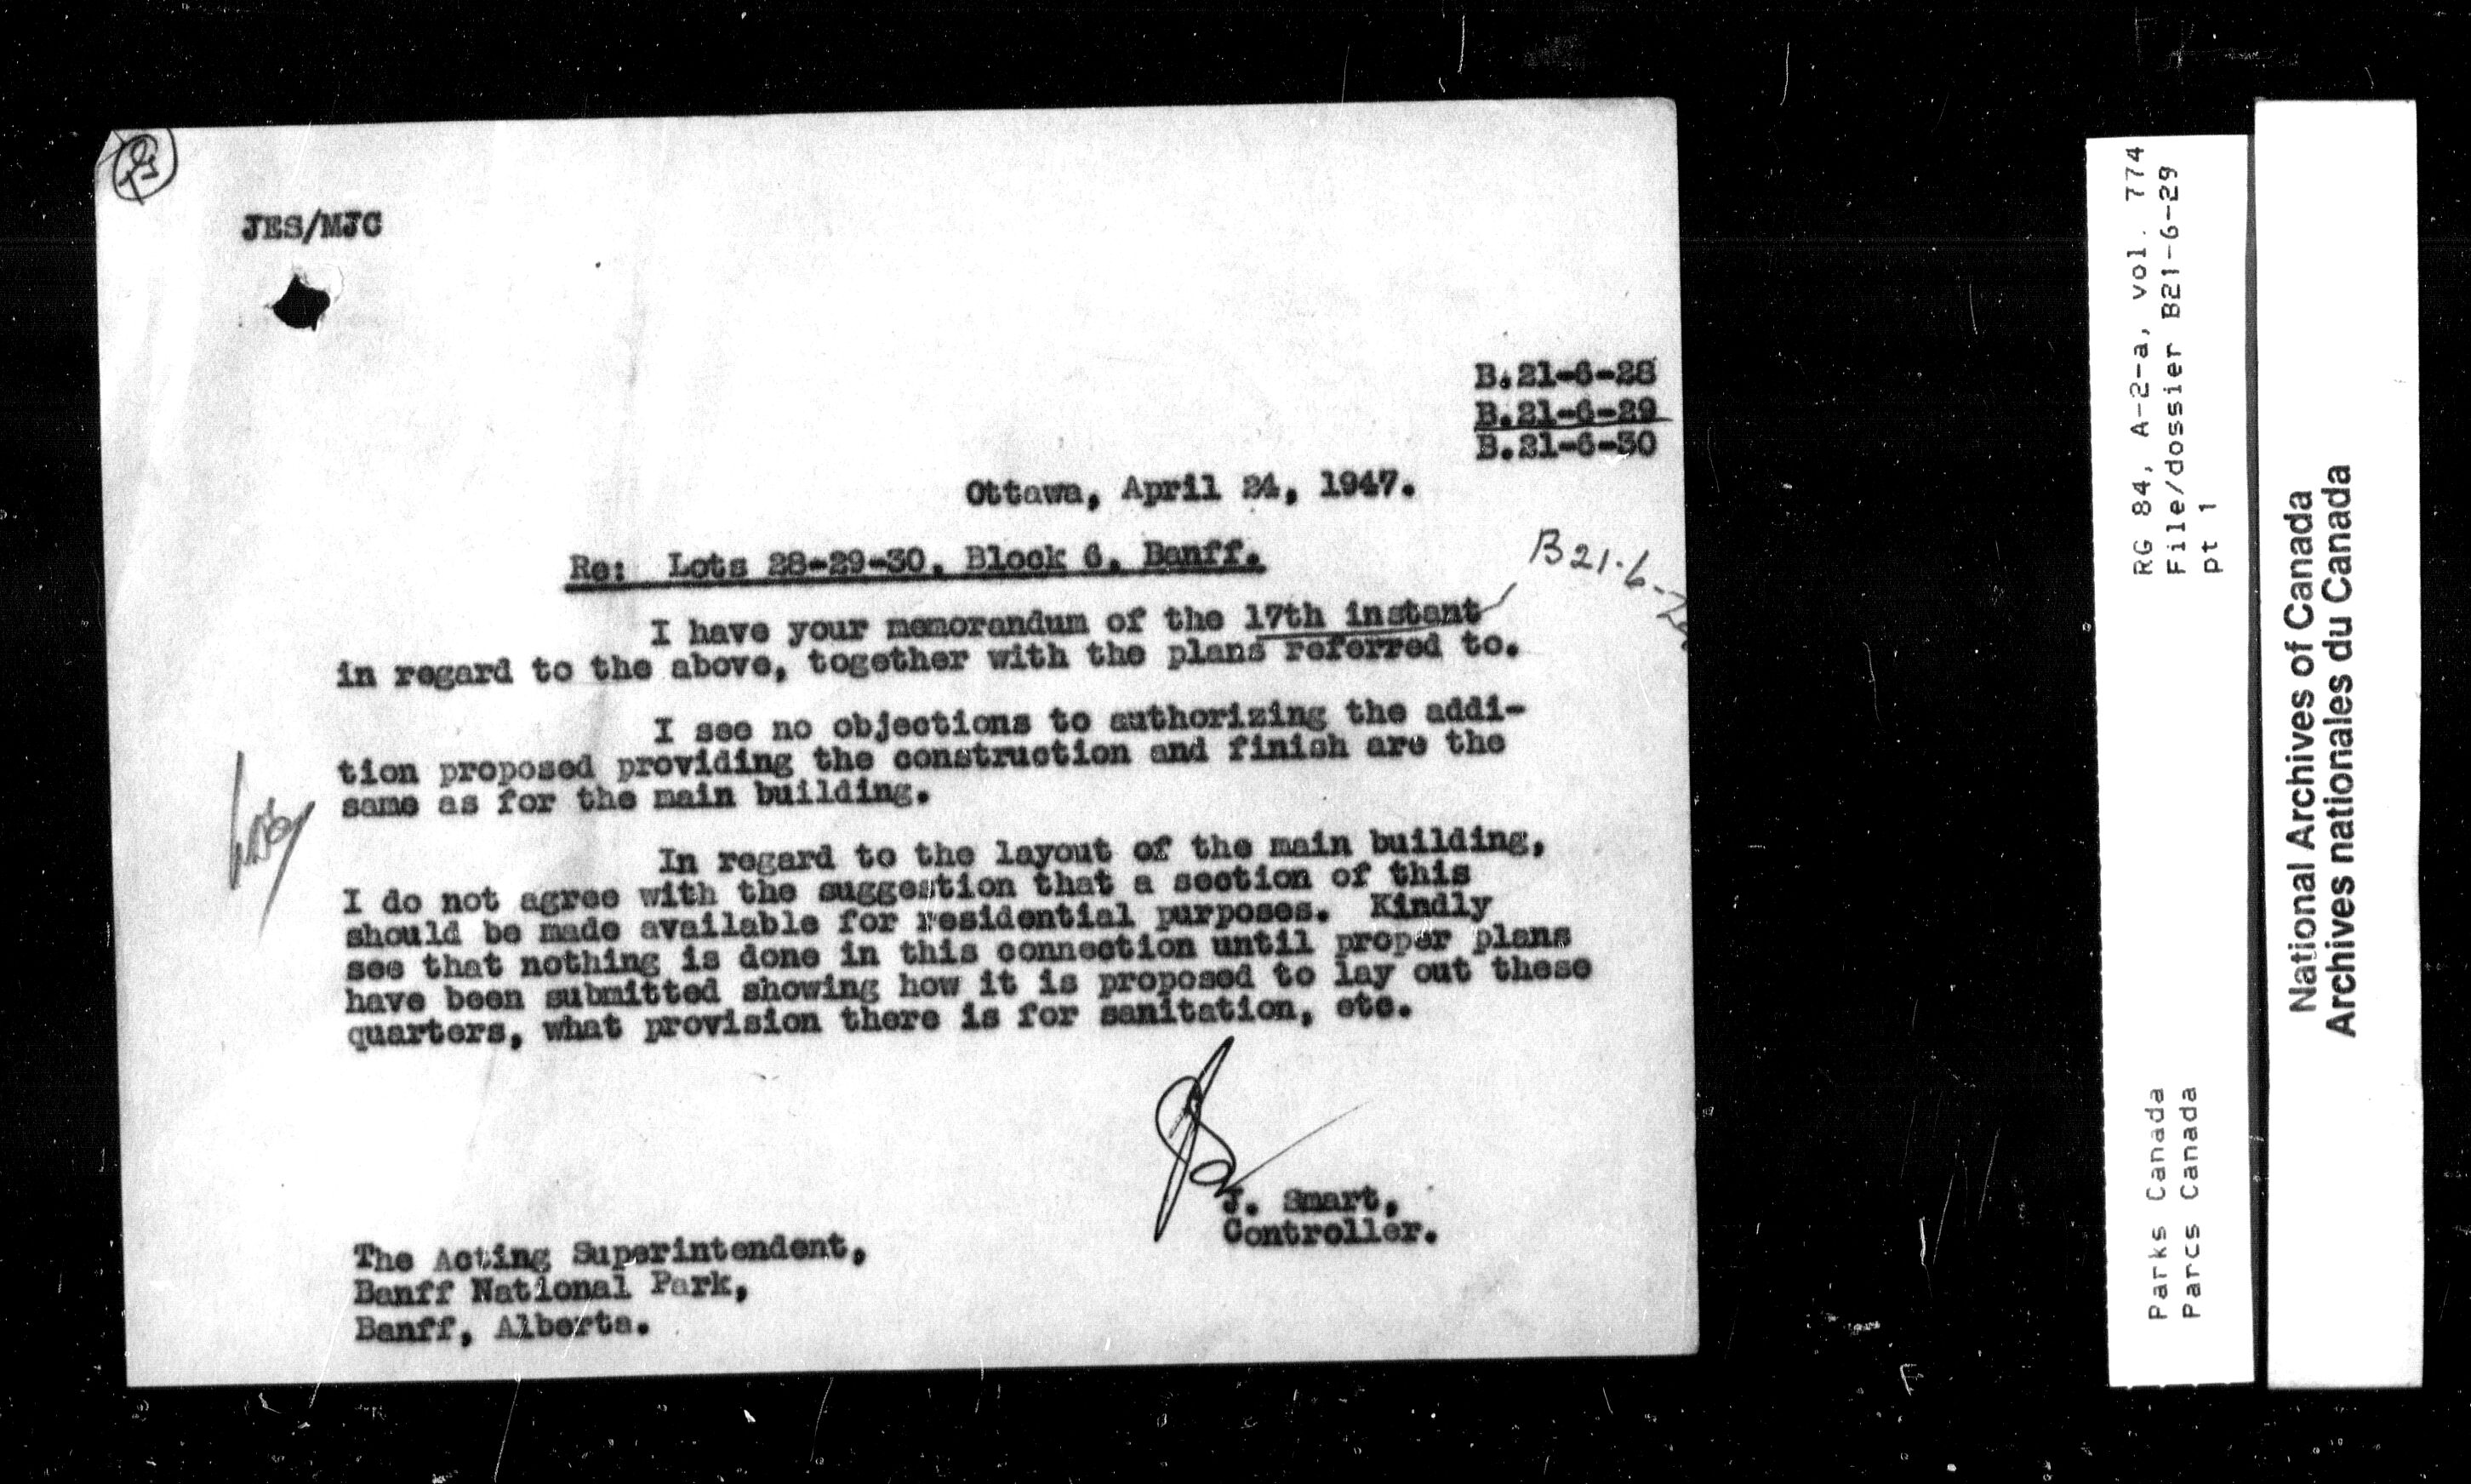 JES/MJC
B.21-6-28
B.21-6-29
B.21-6-30
Ottawa, April 24, 1947.
Re: Lots 28-29-30, Block 6, Banff.
B21-6-
I have your memorandum of the 17th instant
in regard to the above, together with the plans referred to.
I see no objections to authorizing the addi-
tion proposed providing the construction and finish are the
same as for the main building.
In regard to the layout of the main building,
I do not agree with the suggestion that a section of this
should be made available for residential purposes. Kindly
see that nothing is done in this connection until proper plans
have been submitted showing how it is proposed to lay out these
quarters, what provision there is for sanitation, etc.
J. Smart,
Controller.
The Acting Superintendent,
Banff National Park,
Banff, Alberta.
RG 84, A-2-a, vol. 774
File/dossier B21-6-29
pt 1
Parks Canada
Parcs Canada
National Archives of Canada
Archives nationales du Canada